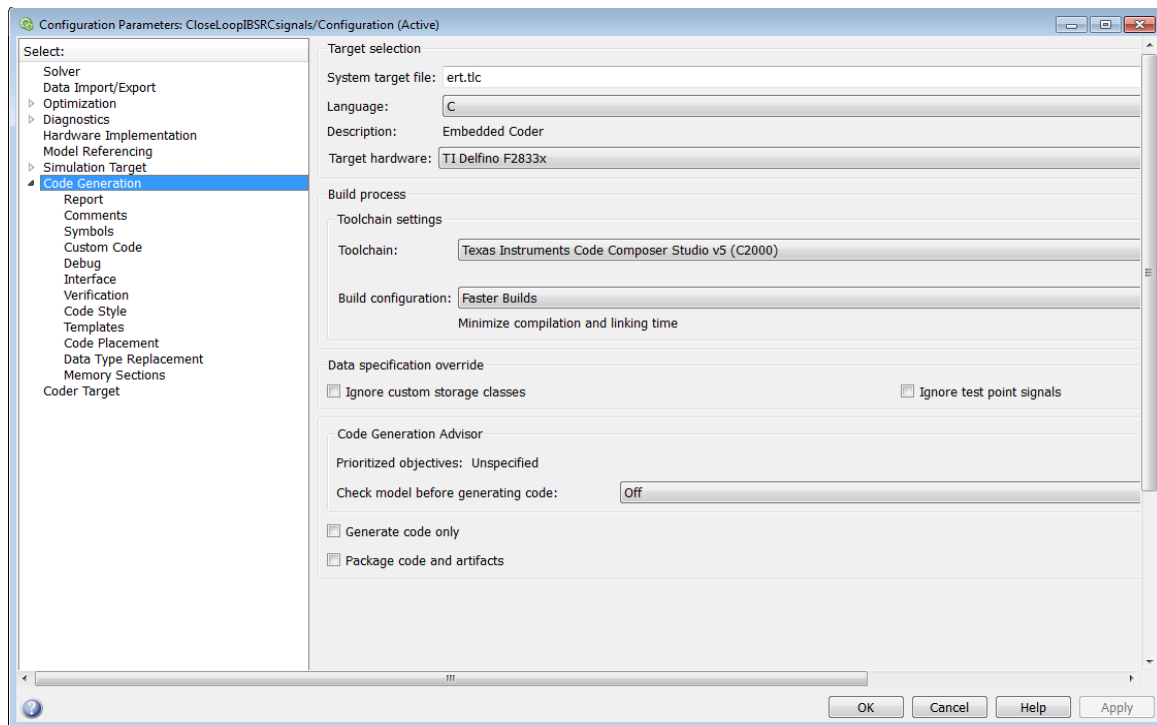 Configuration Parameters: CloseLoopIBSRCsignals/Configuration (Active)
Select:
Solver
Data Import/Export
Optimization
Diagnostics
Hardware Implementation
Model Referencing
Simulation Target
Code Generation
Report
Comments
Symbols
Custom Code
Debug
Interface
Verification
Code Style
Templates
Code Placement
Data Type Replacement
Memory Sections
Coder Target
Target selection
System target file: ert.tlc
Language: C
Description: Embedded Coder
Target hardware: TI Delfino F2833x
Build process
Toolchain settings
Toolchain: Texas Instruments Code Composer Studio v5 (C2000)
Build configuration: Faster Builds
Minimize compilation and linking time
Data specification override
Ignore custom storage classes Ignore test point signals
Code Generation Advisor
Prioritized objectives: Unspecified
Check model before generating code: Off
Generate code only
Package code and artifacts
OK Cancel Help Apply